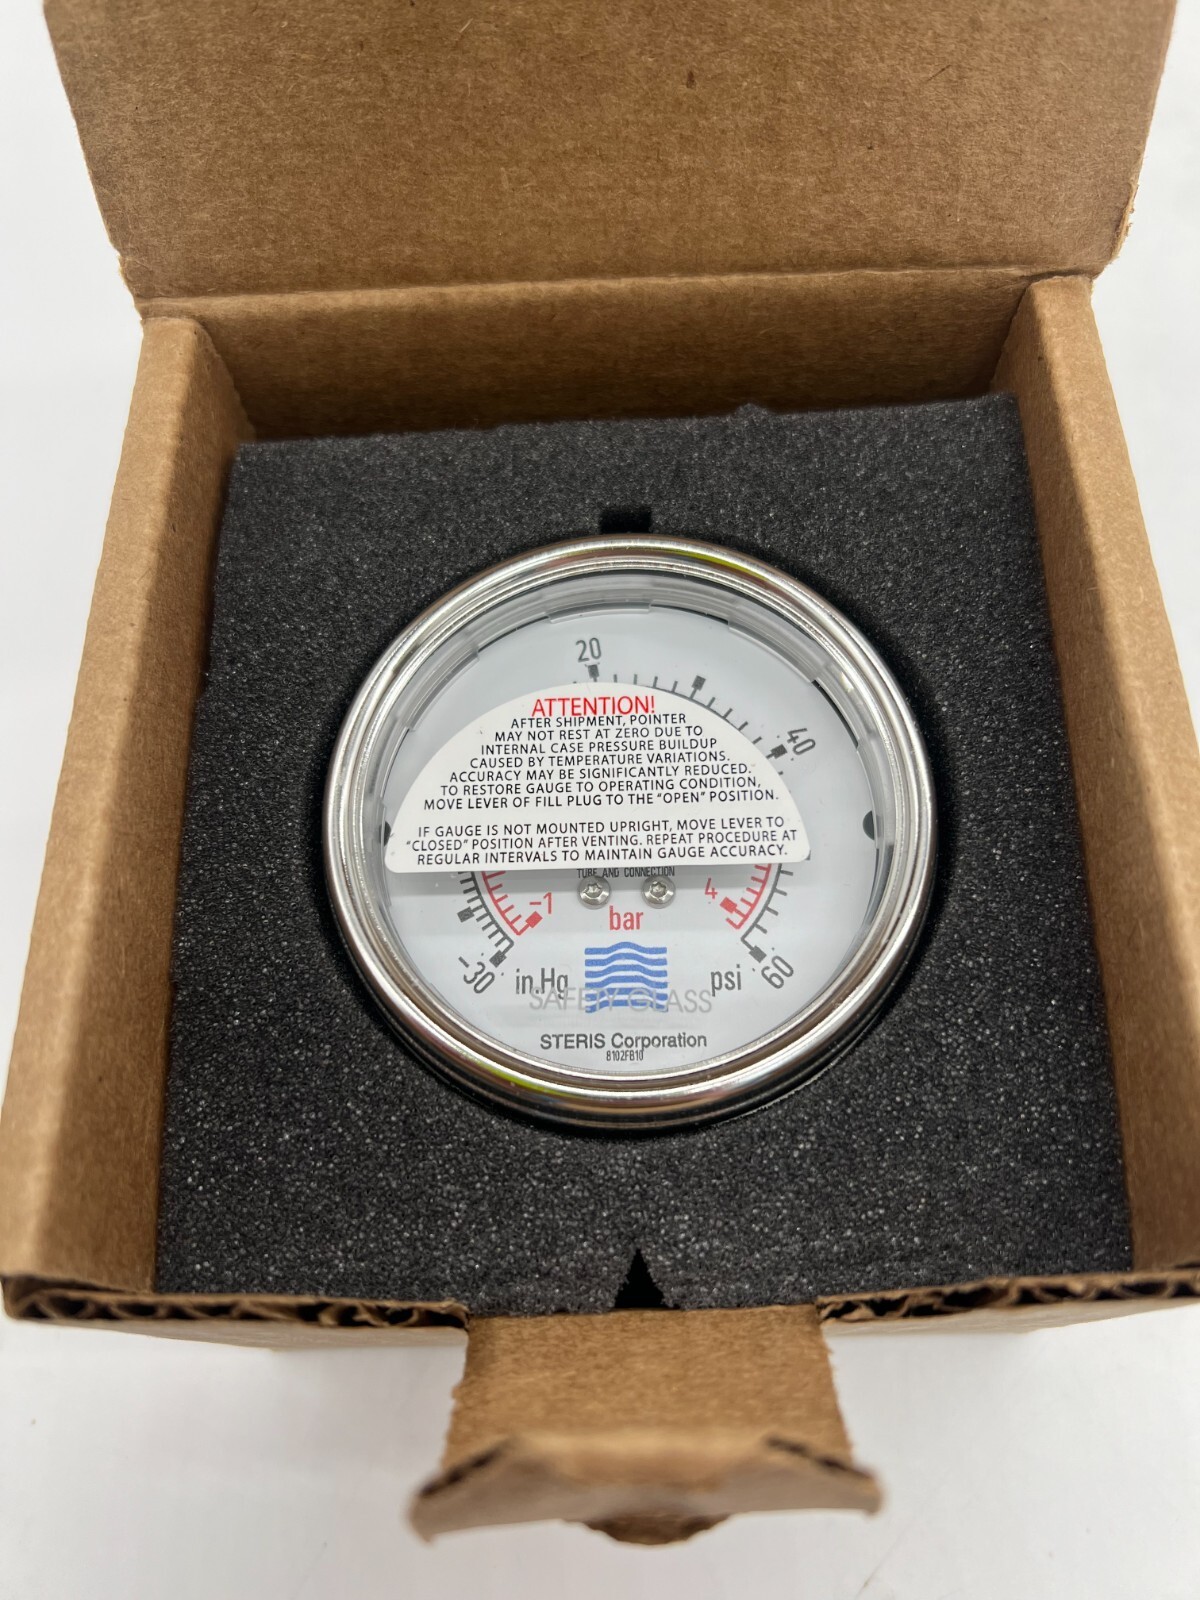 20
40
ATTENTION!
AFTER SHIPMENT, POINTER
MAY NOT REST AT ZERO DUE TO
INTERNAL CASE PRESSURE BUILDUP
CAUSED BY TEMPERATURE VARIATIONS.
ACCURACY MAY BE SIGNIFICANTLY REDUCED.
TO RESTORE GAUGE TO OPERATING CONDITION,
MOVE LEVER OF FILL PLUG TO THE "OPEN" POSITION.
IF GAUGE IS NOT MOUNTED UPRIGHT, MOVE LEVER TO
"CLOSED" POSITION AFTER VENTING. REPEAT PROCEDURE AT
REGULAR INTERVALS TO MAINTAIN GAUGE ACCURACY.
TUBE AND CONNECTION
-1 bar 4
-30 in.Hg psi 60
SAFETY GLASS
STERIS Corporation
8102FB10